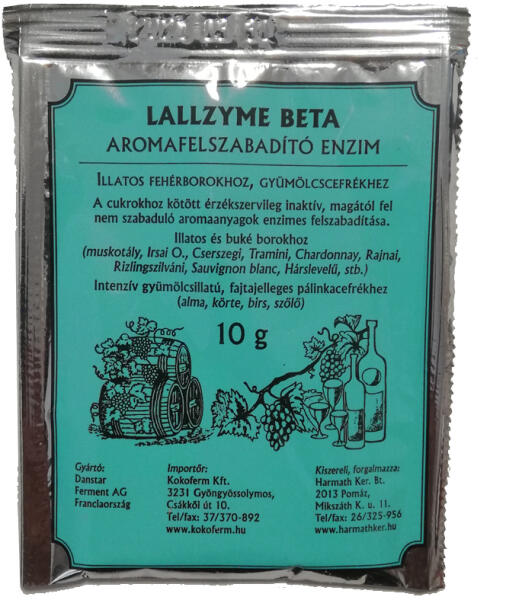 LALLZYME BETA
AROMAFELSZABADÍTÓ ENZIM
ILLATOS FEHÉRBOROKHOZ, GYÜMÖLCSCEFRÉKHEZ
A cukrokhoz kötött érzékszervileg inaktív, magától fel
nem szabaduló aromaanyagok enzimes felszabadítása.
Illatos és buké borokhoz
(muskotály, Irsai O., Cserszegi, Tramini, Chardonnay, Rajnai,
Rizlingszilváni, Sauvignon blanc, Hárslevelű, stb.)
Intenzív gyümölcsillatú, fajtajelleges pálinkacefrékhez
(alma, körte, birs, szőlő)
10 g
Gyártó:
Danstar
Ferment AG
Franclaország
Importőr:
Kokoferm Kft.
3231 Gyöngyössolymos,
Csákkői út 10.
Tel/fax: 37/370-892
www.kokoferm.hu
Kiszereli, forgalmazza:
Harmath Ker. Bt.
2013 Pomáz,
Mikszáth K. u. 11.
Tel/fax: 26/325-956
www.harmathker.hu